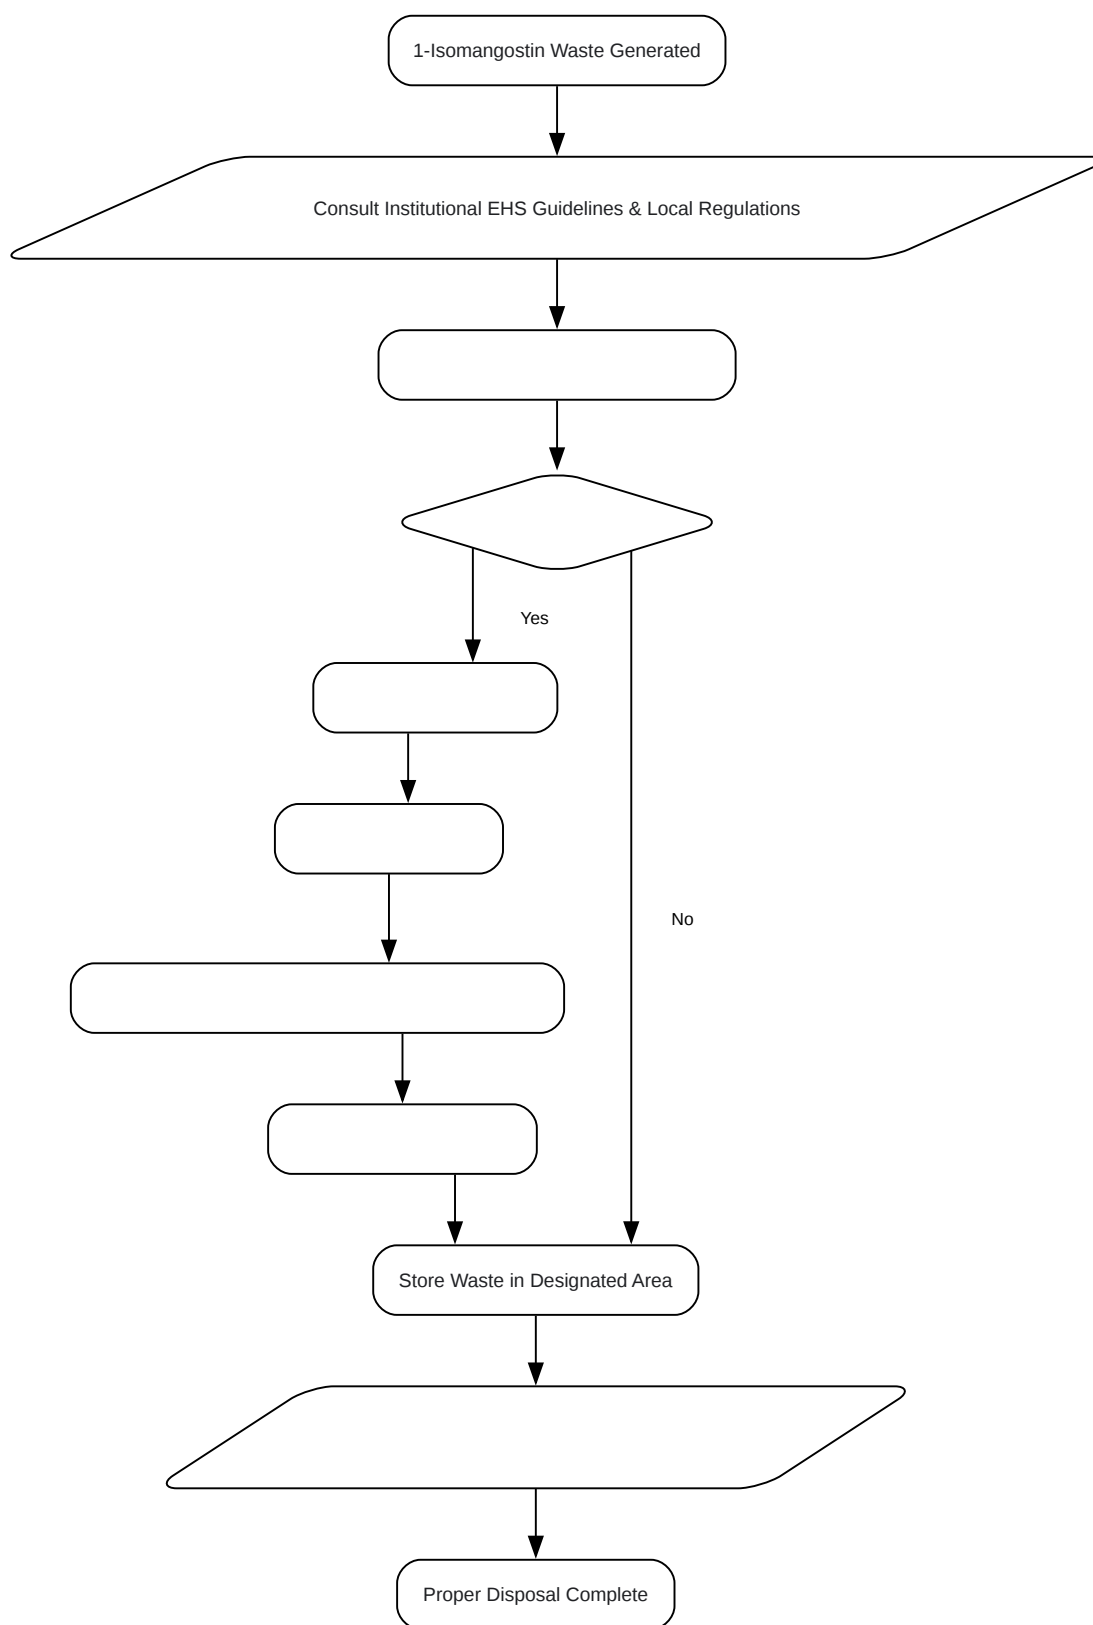 1-Isomangostin Waste Generated
Consult Institutional EHS Guidelines & Local Regulations
Yes
No
Store Waste in Designated Area
Proper Disposal Complete